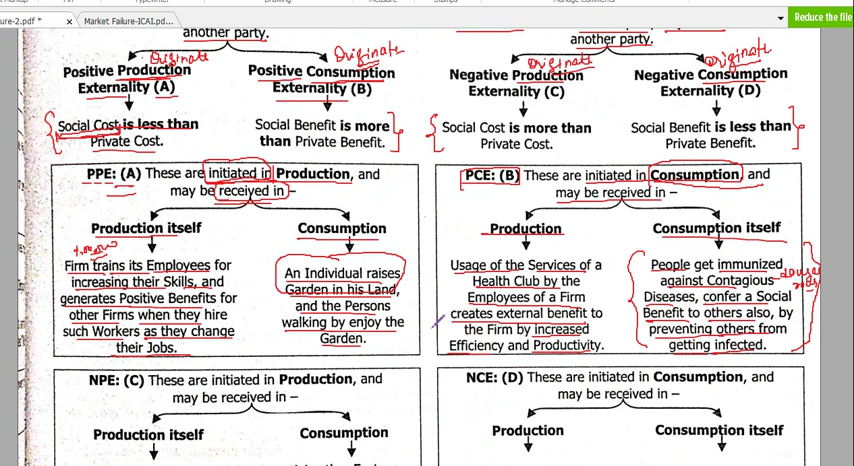 ure-2.pdf *
Market Failure-ICAI.pd...
Reduce the file
another party.
another party.
Originate
Originate
Originate
Originate
Positive Production
Externality (A)
Positive Consumption
Externality (B)
Negative Production
Externality (C)
Negative Consumption
Externality (D)
Social Cost is less than
Private Cost.
Social Benefit is more
than Private Benefit.
Social Cost is more than
Private Cost.
Social Benefit is less than
Private Benefit.
PPE: (A) These are initiated in Production, and
may be received in –
Production itself
Consumption
Firm trains its Employees for
increasing their Skills, and
generates Positive Benefits for
other Firms when they hire
such Workers as they change
their Jobs.
An Individual raises
Garden in his Land,
and the Persons
walking by enjoy the
Garden.
PCE: (B) These are initiated in Consumption, and
may be received in –
Production
Consumption itself
Usage of the Services of a
Health Club by the
Employees of a Firm
creates external benefit to
the Firm by increased
Efficiency and Productivity.
People get immunized
against Contagious
Diseases, confer a Social
Benefit to others also, by
preventing others from
getting infected.
NPE: (C) These are initiated in Production, and
may be received in –
Production itself
Consumption
NCE: (D) These are initiated in Consumption, and
may be received in –
Production
Consumption itself